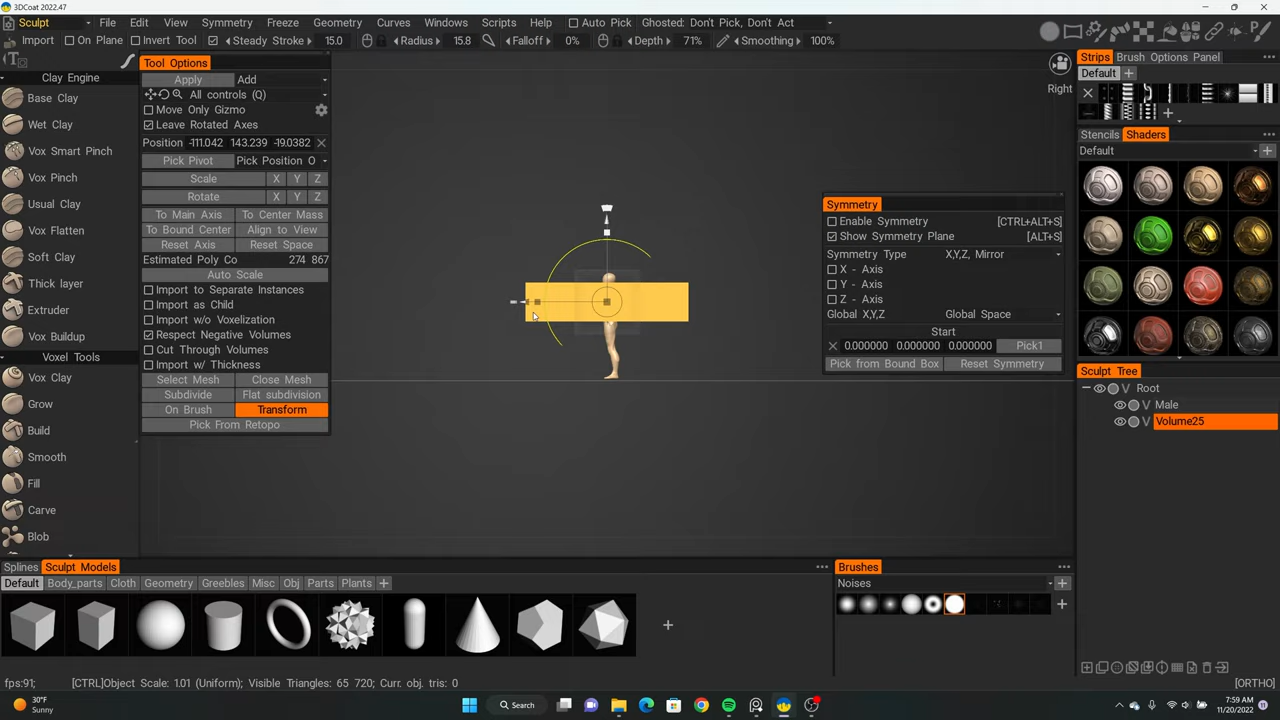 3DCoat 2022.47
Sculpt File Edit View Symmetry Freeze Geometry Curves Windows Scripts Help Auto Pick Ghosted: Don't Pick, Don't Act
Import On Plane Invert Tool Steady Stroke 15.0 Radius 15.8 Falloff 0% Depth 71% Smoothing 100%
Clay Engine
Base Clay
Wet Clay
Vox Smart Pinch
Vox Pinch
Usual Clay
Vox Flatten
Soft Clay
Thick layer
Extruder
Vox Buildup
Voxel Tools
Vox Clay
Grow
Build
Smooth
Fill
Carve
Blob
Tool Options
Apply Add
All controls (Q)
Move Only Gizmo
Leave Rotated Axes
Position -111.042 143.239 -19.0382
Pick Pivot Pick Position O
Scale X Y Z
Rotate X Y Z
To Main Axis To Center Mass
To Bound Center Align to View
Reset Axis Reset Space
Estimated Poly Co 274 867
Auto Scale
Import to Separate Instances
Import as Child
Import w/o Voxelization
Respect Negative Volumes
Cut Through Volumes
Import w/ Thickness
Select Mesh Close Mesh
Subdivide Flat subdivision
On Brush Transform
Pick From Retopo
Right
Symmetry
Enable Symmetry [CTRL+ALT+S]
Show Symmetry Plane [ALT+S]
Symmetry Type X,Y,Z, Mirror
X - Axis
Y - Axis
Z - Axis
Global X,Y,Z Global Space
Start
0.000000 0.000000 0.000000 Pick1
Pick from Bound Box Reset Symmetry
Strips Brush Options Panel
Default
Stencils Shaders
Default
Sculpt Tree
Root
V Male
V Volume25
Splines Sculpt Models
Default Body_parts Cloth Geometry Greebles Misc Obj Parts Plants
Brushes
Noises
fps:91; [CTRL]Object Scale: 1.01 (Uniform); Visible Triangles: 65 720; Curr. obj. tris: 0
[ORTHO]
30°F
Sunny
Search
7:59 AM
11/20/2022